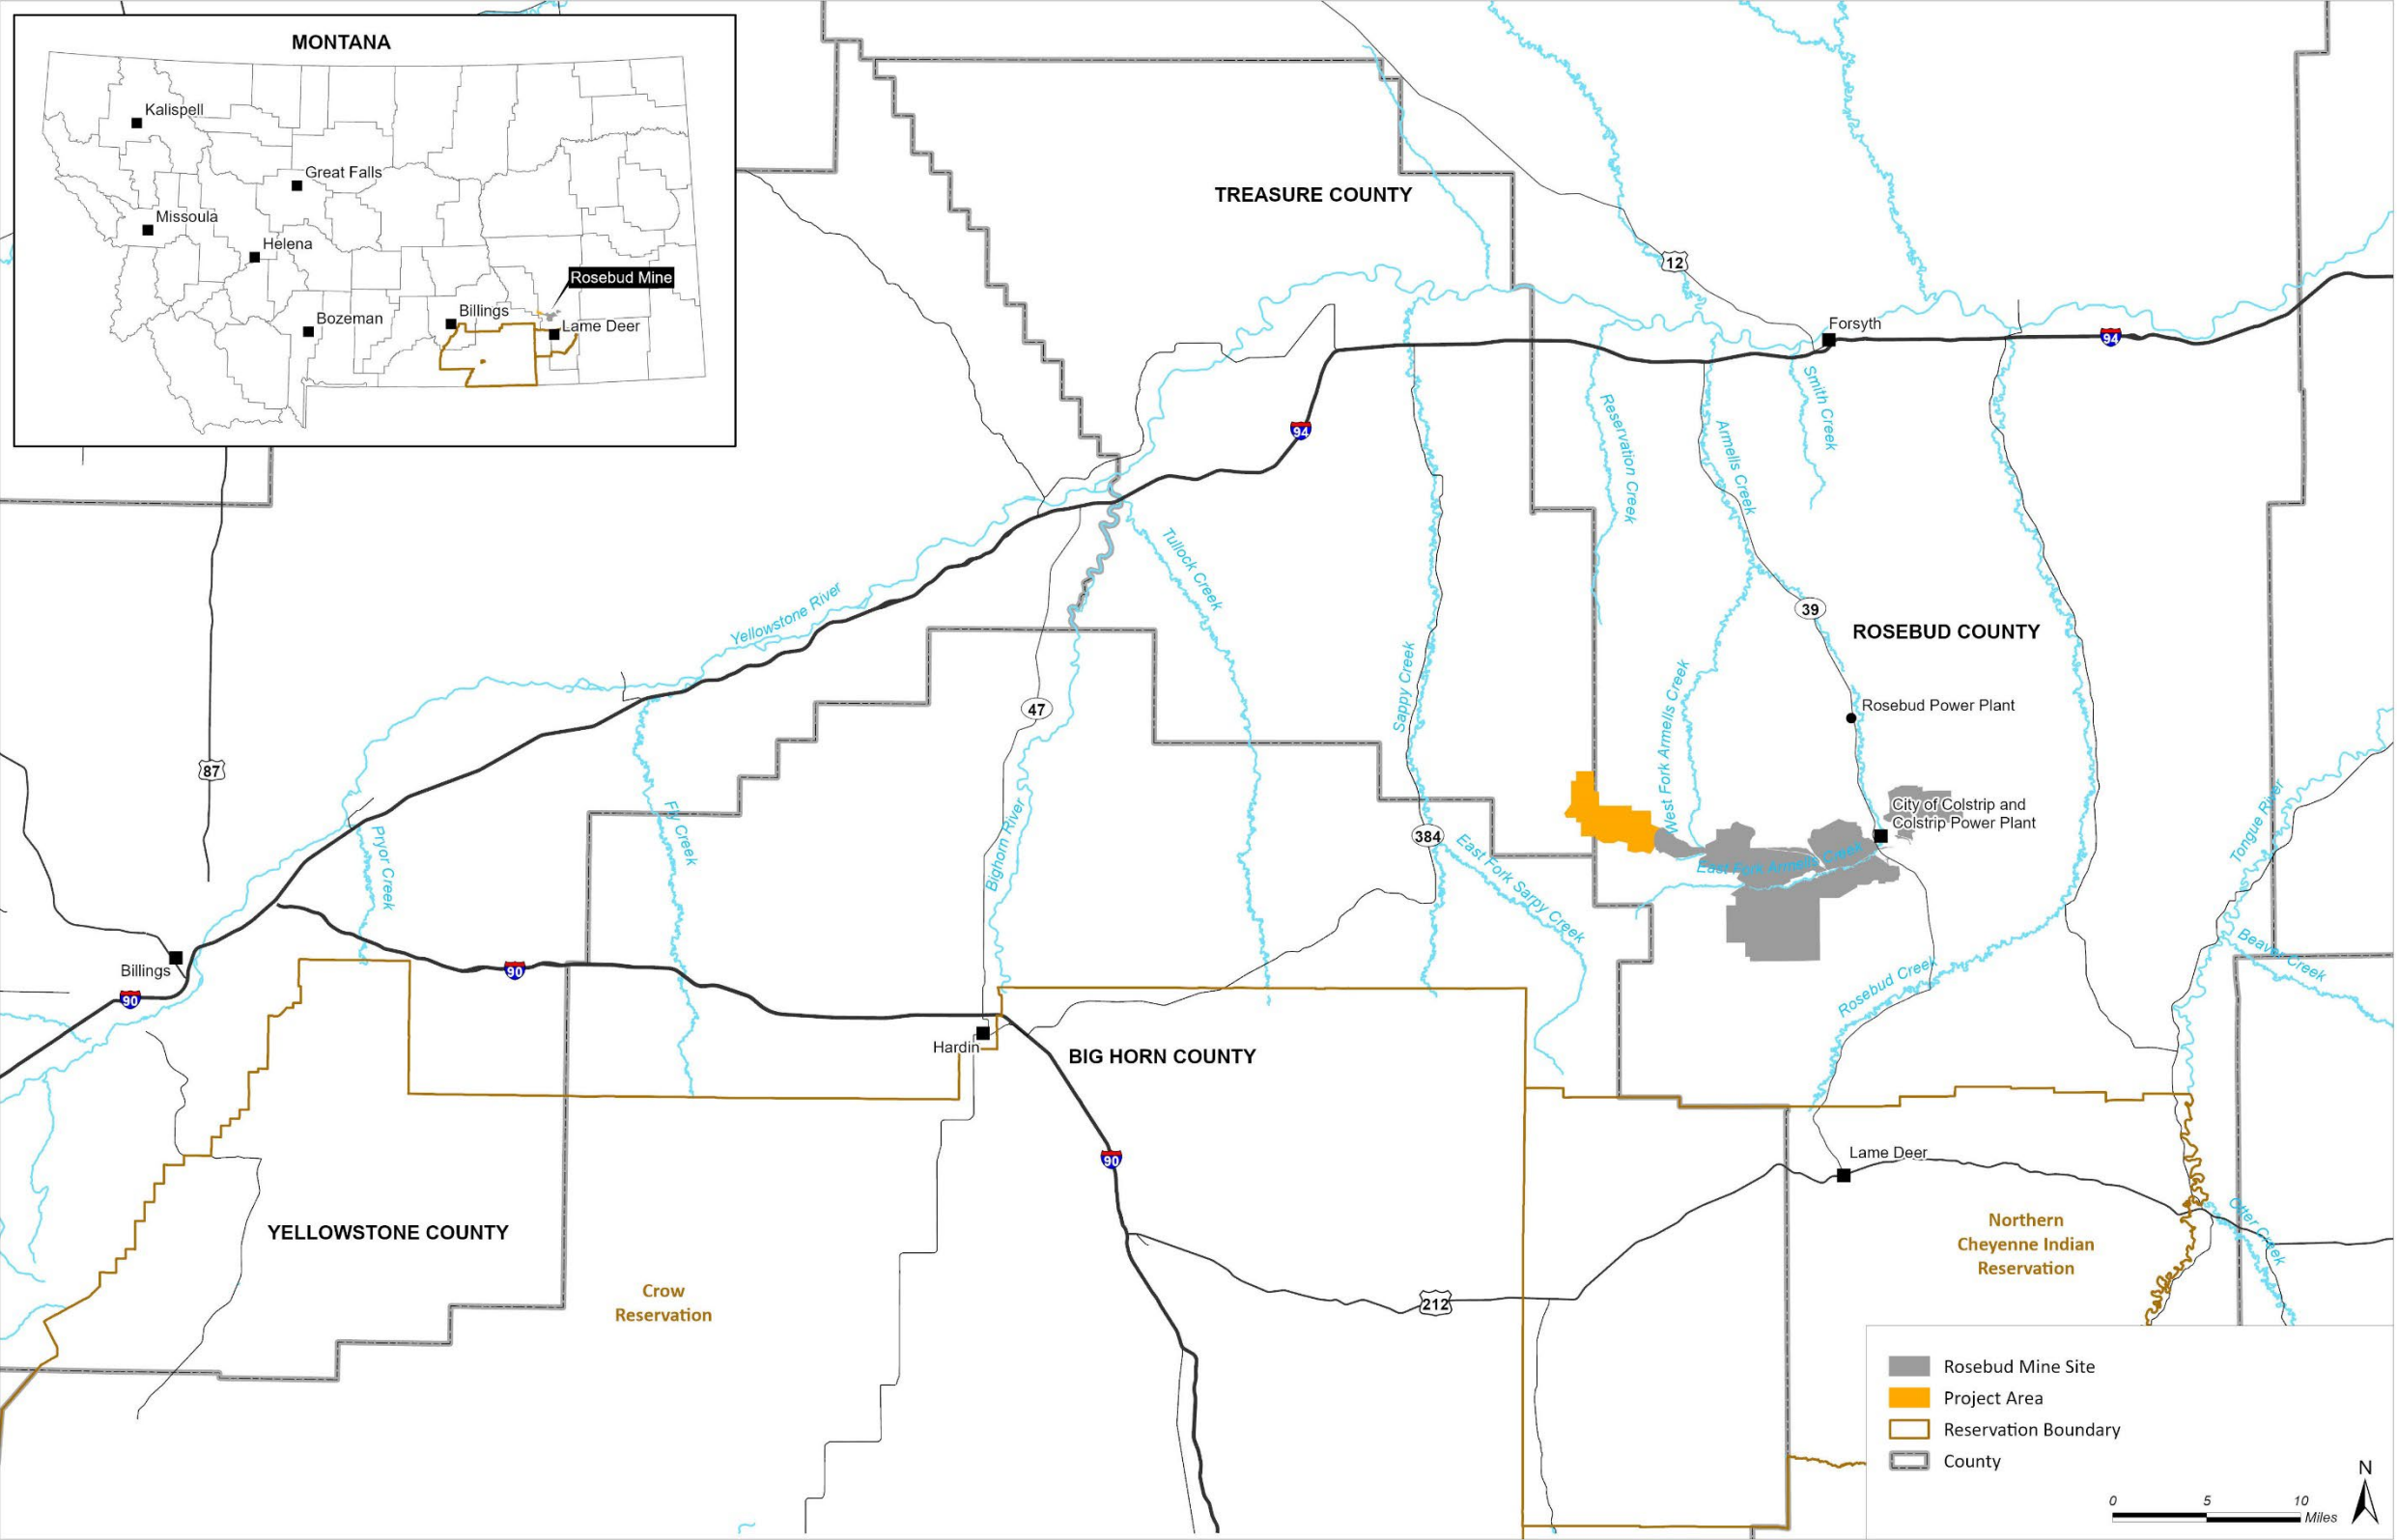 MONTANA
Kalispell
Great Falls
Missoula
Helena
Rosebud Mine
Bozeman
Billings
Lame Deer
TREASURE COUNTY
12
Forsyth
94
94
Smith Creek
Reservation Creek
Armells Creek
Tullock Creek
Yellowstone River
39
ROSEBUD COUNTY
Sappy Creek
West Fork Armells Creek
47
Rosebud Power Plant
87
City of Colstrip and
Colstrip Power Plant
Fly Creek
Pryor Creek
Bighorn River
384
East Fork Sarpy Creek
East Fork Armells Creek
Tongue River
Beaver Creek
Rosebud Creek
Billings
90
90
Hardin
BIG HORN COUNTY
90
Lame Deer
YELLOWSTONE COUNTY
Crow
Reservation
Northern
Cheyenne Indian
Reservation
Otter Creek
212
Rosebud Mine Site
Project Area
Reservation Boundary
County
N
0 5 10
Miles